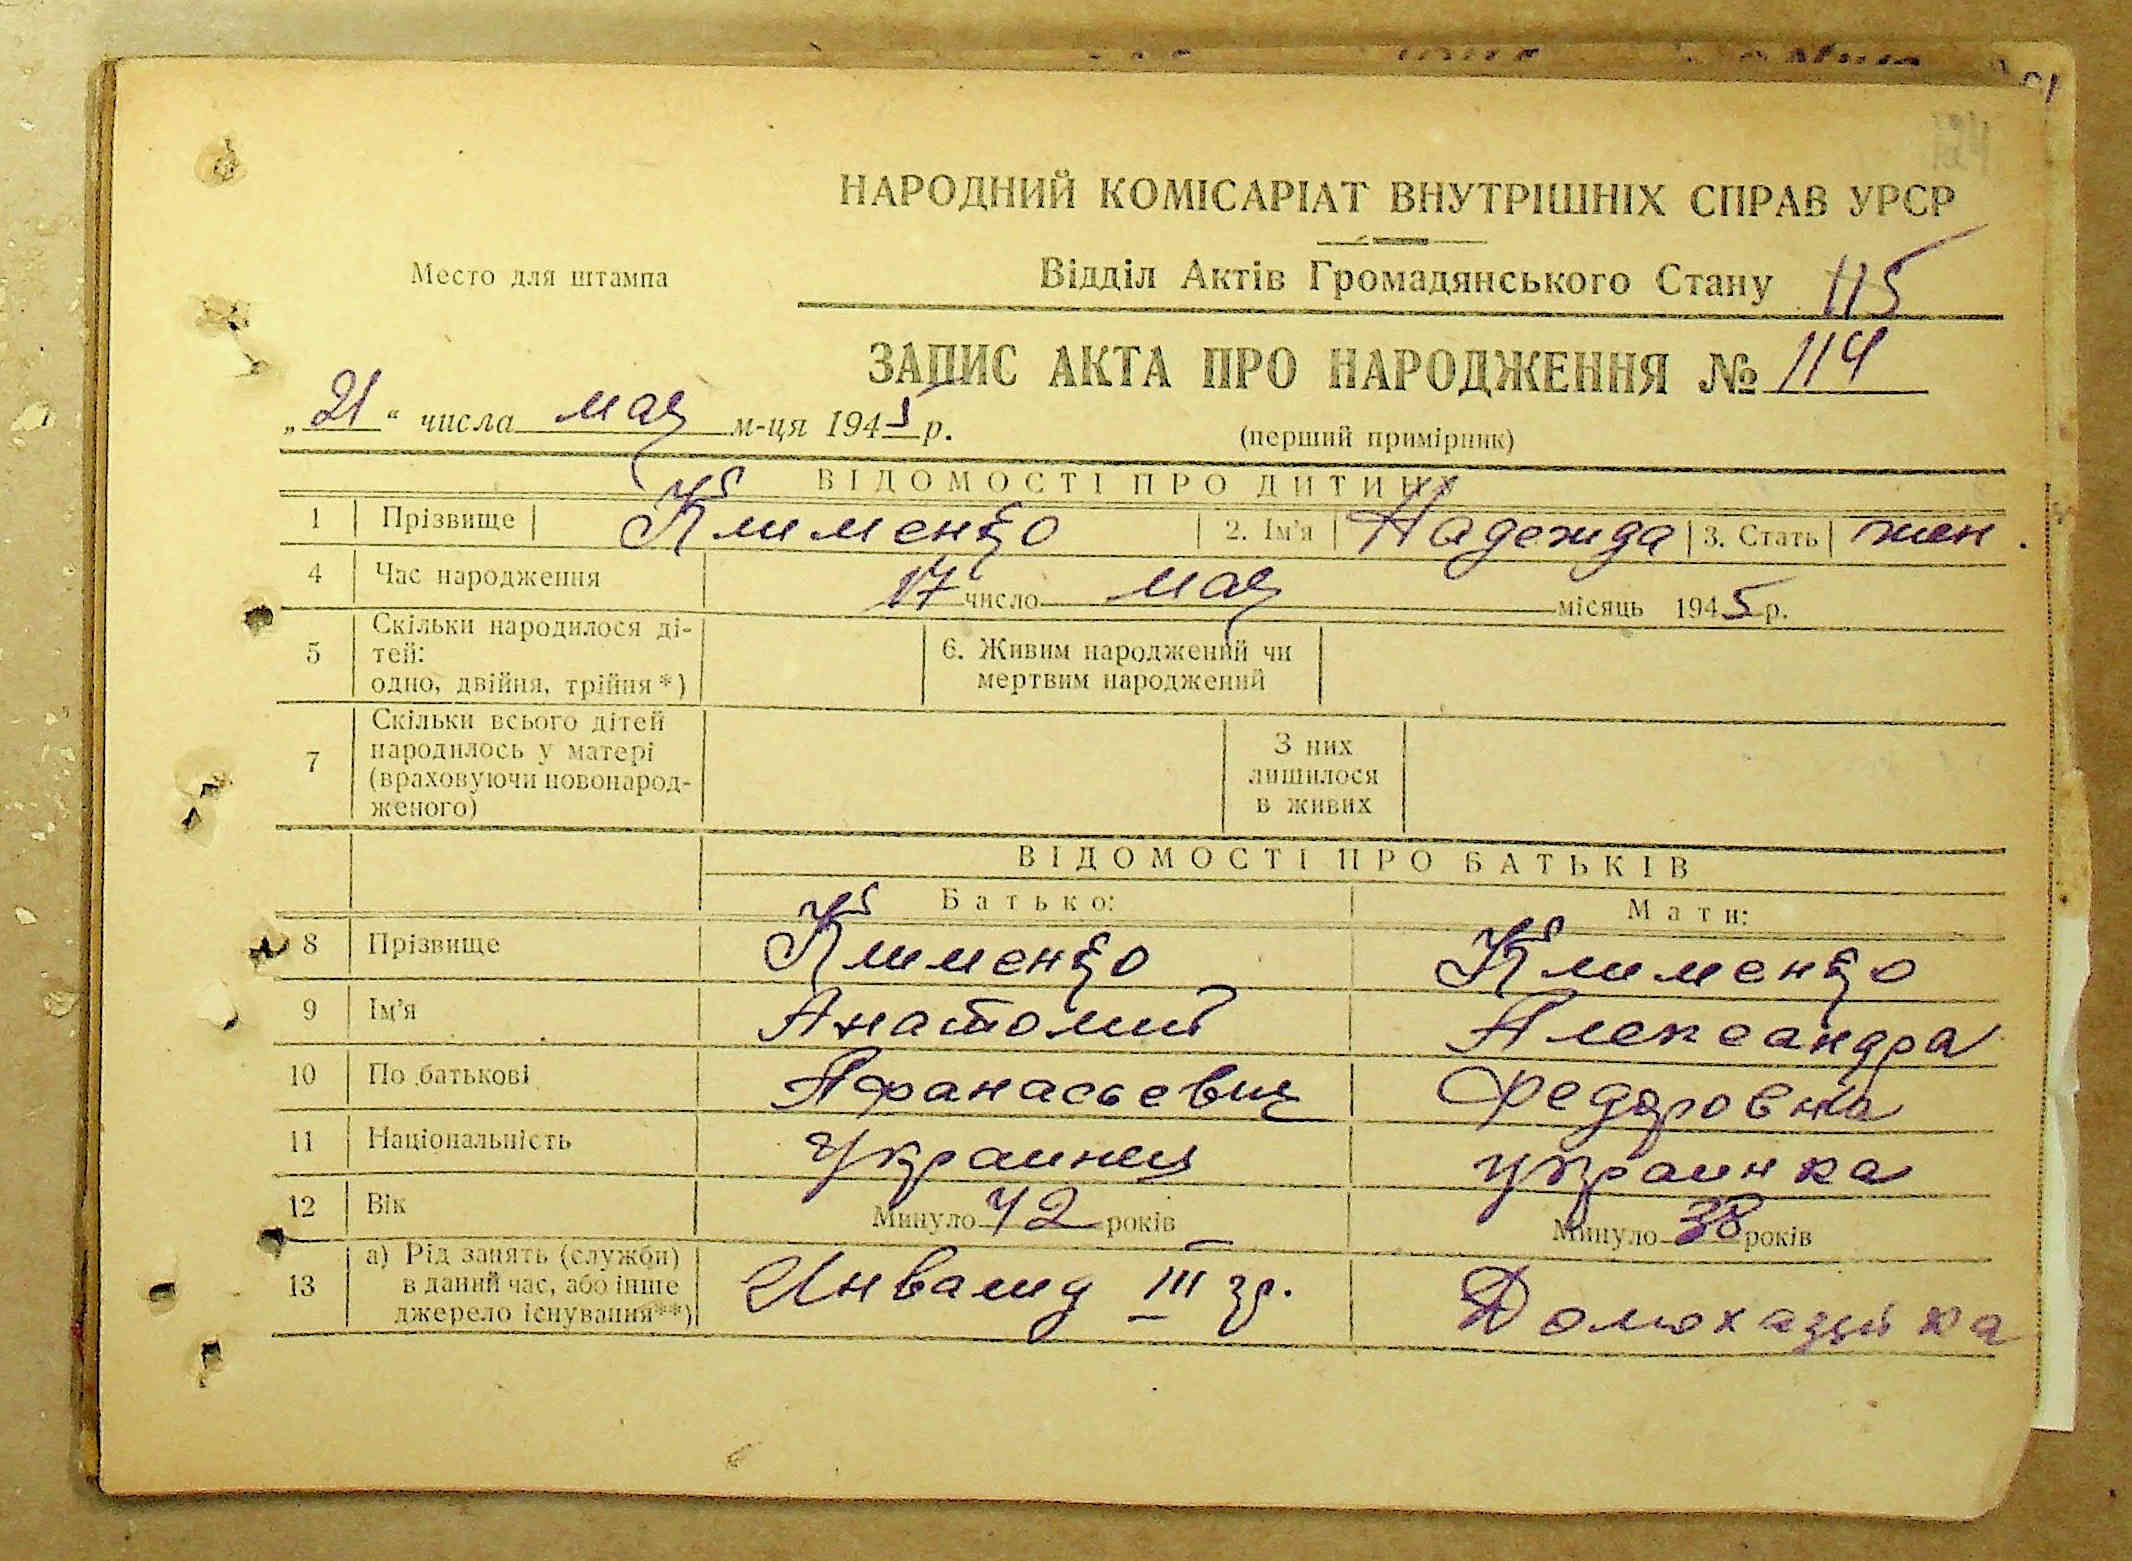 124
НАРОДНИЙ КОМІСАРІАТ ВНУТРІШНІХ СПРАВ УРСР
Место для штампа
Відділ Актів Громадянського Стану 115
ЗАПИС АКТА ПРО НАРОДЖЕННЯ № 114
„21“ числа мая м-ця 1945 р.
(перший примірник)
ВІДОМОСТІ ПРО ДИТИНУ
1 Прізвище Клименко 2. Ім'я Надежда 3. Стать жен.
4 Час народження 17 число мая місяць 1945 р.
5 Скільки народилося ді-
тей:
одно, двійня, трійня*)
6. Живим народжений чи
мертвим народжений
7 Скільки всього дітей
народилось у матері
(враховуючи новонарод-
женого)
З них
лишилося
в живих
ВІДОМОСТІ ПРО БАТЬКІВ
Батько: Мати:
8 Прізвище Клименко Клименко
9 Ім'я Анатолий Александра
10 По батькові Афанасьевич Федоровна
11 Національність Украинец украинка
12 Вік Минуло 42 років Минуло 38 років
13 а) Рід занять (служби)
в даний час, або інше
джерело існування**)
Инвалид III гр. Домохазяйка